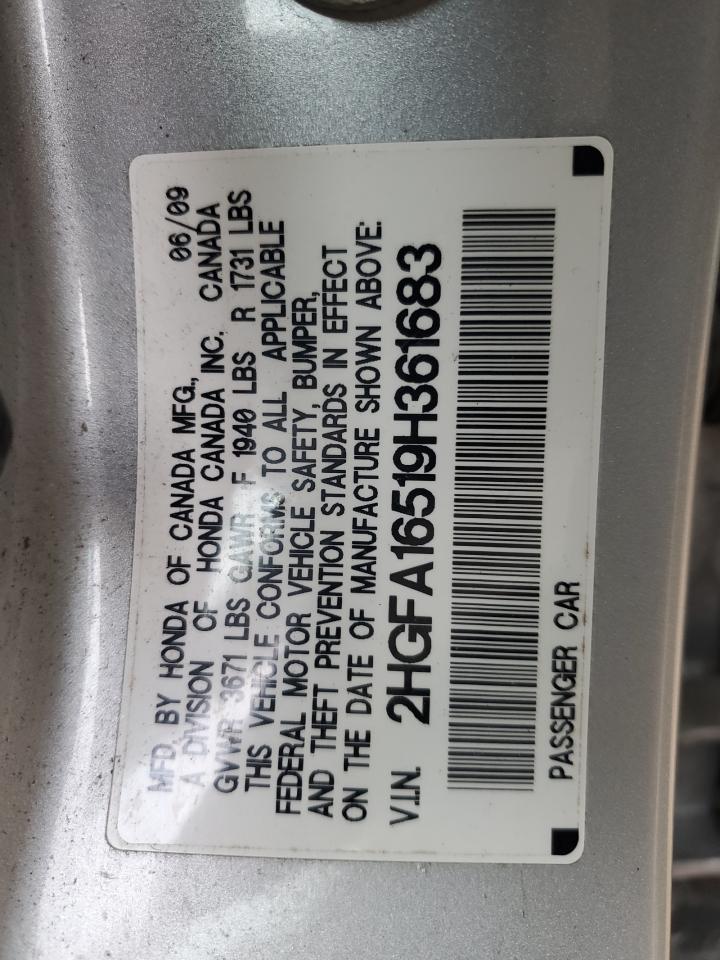 MFD. BY HONDA OF CANADA MFG., 06/09
A DIVISION OF HONDA CANADA INC. CANADA
GVWR 3671 LBS GAWR F 1940 LBS R 1731 LBS
THIS VEHICLE CONFORMS TO ALL APPLICABLE
FEDERAL MOTOR VEHICLE SAFETY, BUMPER,
AND THEFT PREVENTION STANDARDS IN EFFECT
ON THE DATE OF MANUFACTURE SHOWN ABOVE:
V.I.N. 2HGFA16519H361683
PASSENGER CAR